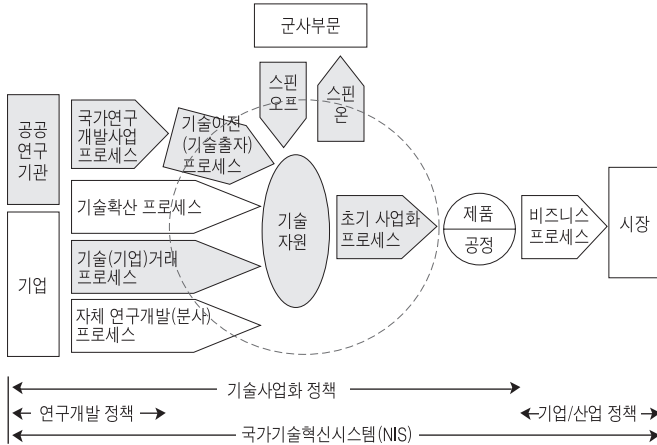 군사부문
스핀
오프
스핀
온
공공
연구
기관
국가연구
개발사업
프로세스
기술이전
(기술출자)
프로세스
기술확산 프로세스
기업
기술(기업)거래
프로세스
자체 연구개발(분사)
프로세스
기술
자원
초기 사업화
프로세스
제품
공정
비즈니스
프로세스
시장
기술사업화 정책
연구개발 정책
기업/산업 정책
국가기술혁신시스템(NIS)